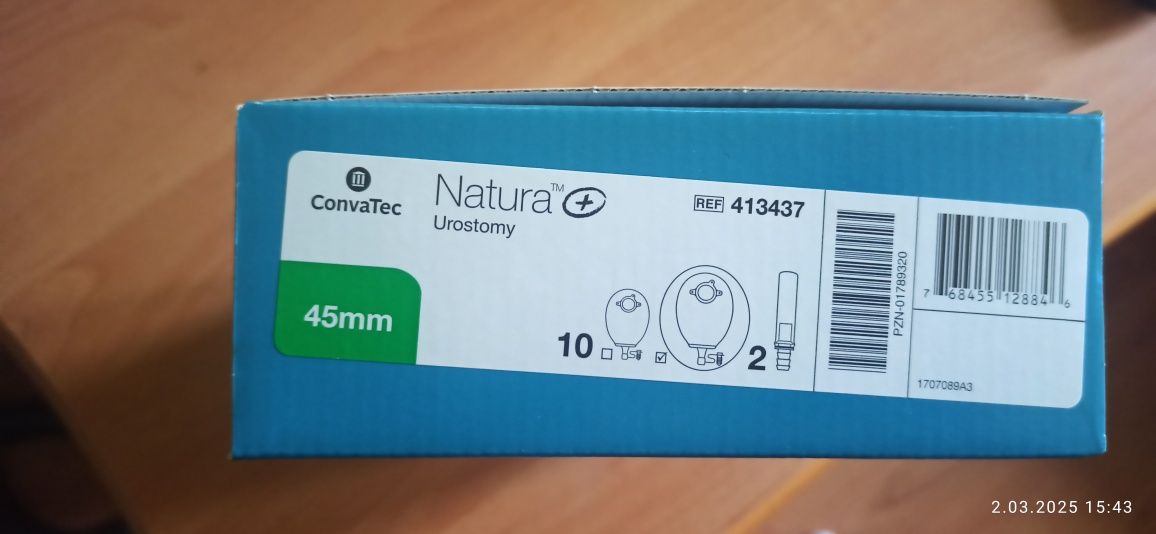 ConvaTec
Natura™+
Urostomy
REF 413437
45mm
10
2
PZN-01789320
7 68455 12884 6
1707089A3
2.03.2025 15:43